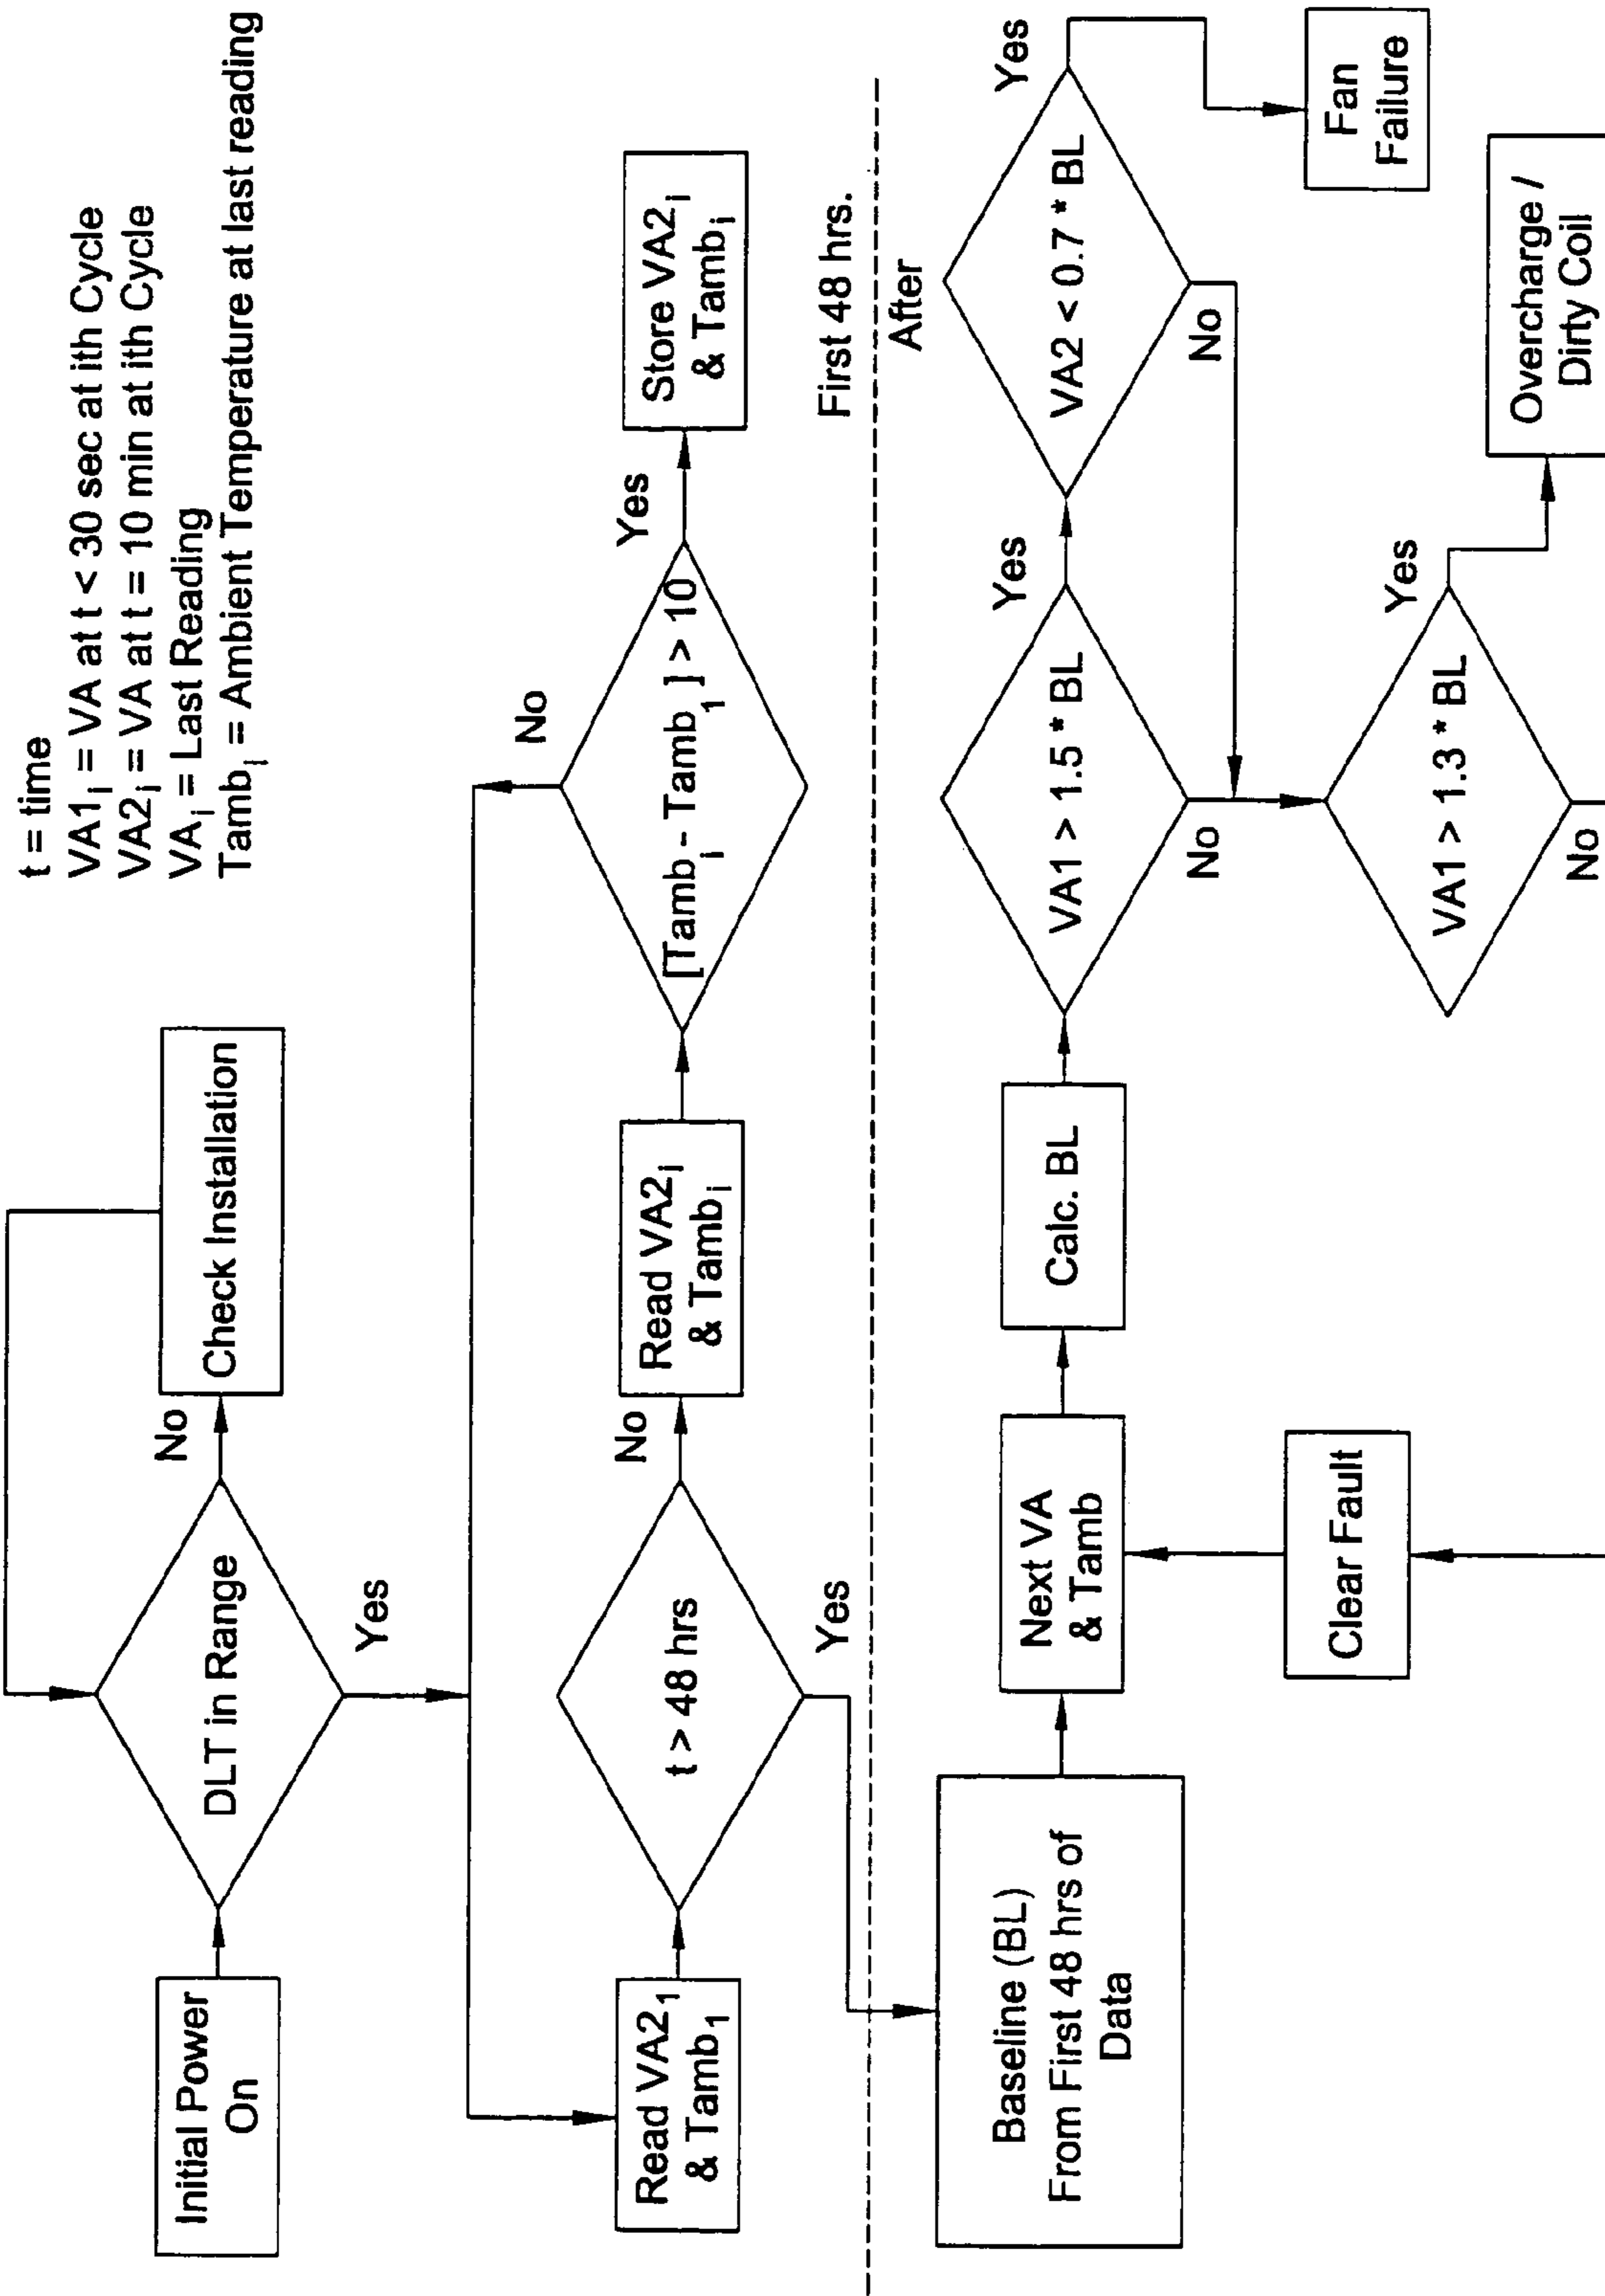 t = time
VA1i = VA at t < 30 sec at ith Cycle
VA2i = VA at t = 10 min at ith Cycle
VAi = Last Reading
Tambi = Ambient Temperature at last reading
Initial Power
On
DLT in Range
No
Check Installation
Yes
Read VA21
& Tamb1
t > 48 hrs
No
Yes
Read VA2i
& Tambi
[Tambi - Tamb1 ] > 10
No
Yes
Store VA2i
& Tambi
First 48 hrs.
After
Baseline (BL)
From First 48 hrs of
Data
Next VA
& Tamb
Calc. BL
VA1 > 1.5 * BL
Yes
No
VA2 < 0.7 * BL
Yes
No
Fan
Failure
Clear Fault
VA1 > 1.3 * BL
Yes
No
Overcharge /
Dirty Coil